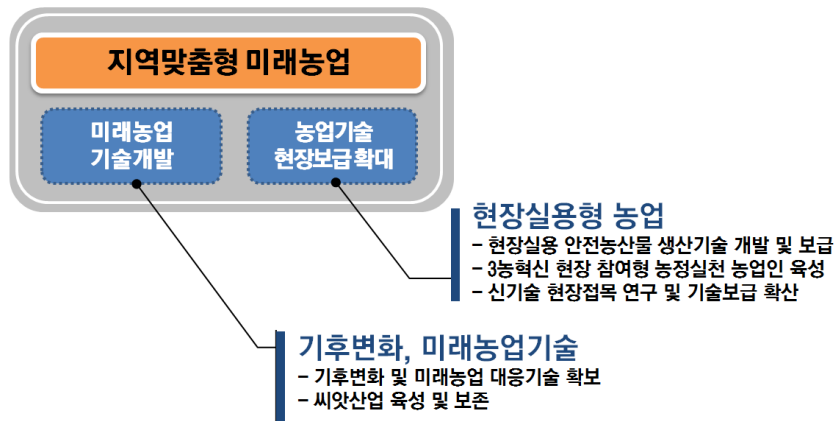 지역맞춤형 미래농업
미래농업
기술개발
농업기술
현장보급 확대
현장실용형 농업
– 현장실용 안전농산물 생산기술 개발 및 보급
– 3농혁신 현장 참여형 농정실천 농업인 육성
– 신기술 현장접목 연구 및 기술보급 확산
기후변화, 미래농업기술
– 기후변화 및 미래농업 대응기술 확보
– 씨앗산업 육성 및 보존